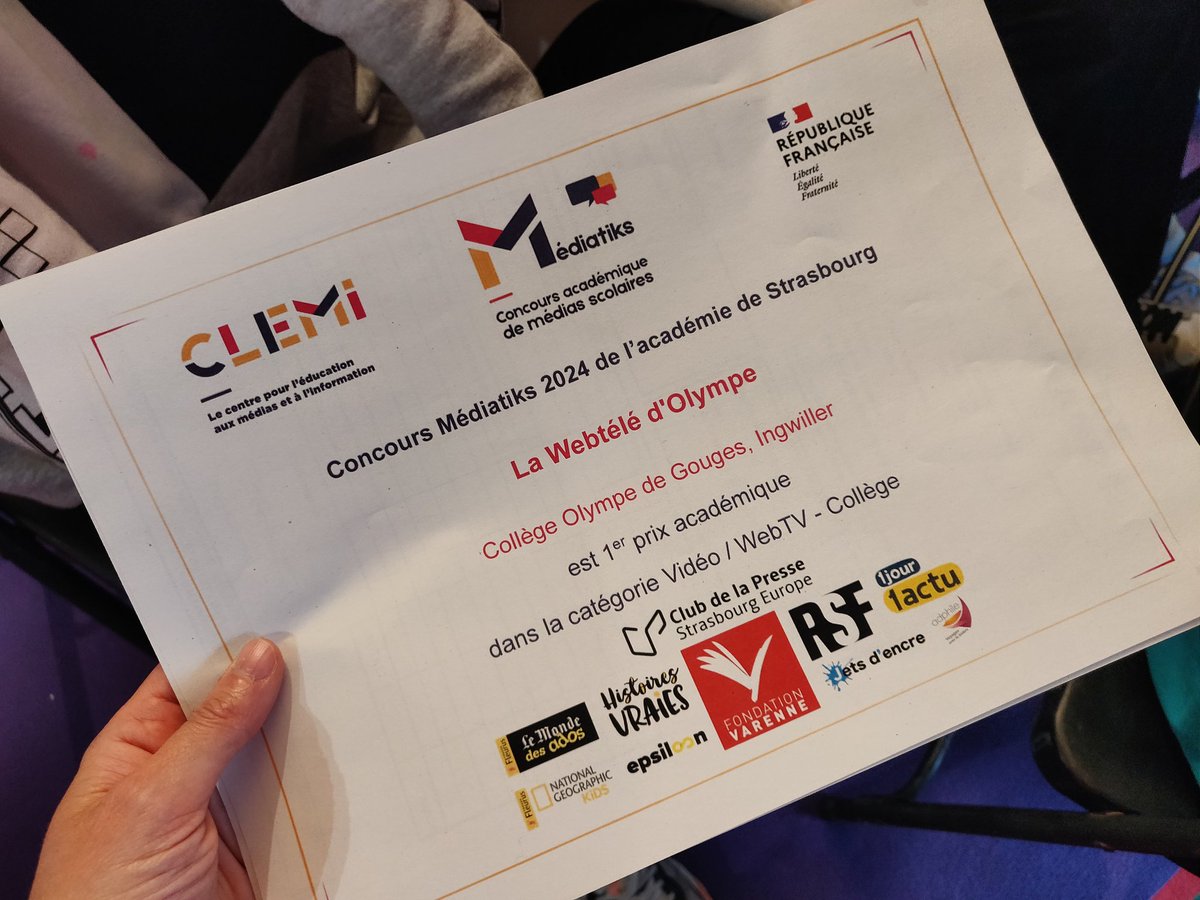 RÉPUBLIQUE
FRANÇAISE
Liberté
Égalité
Fraternité
Médiatiks
Concours académique
de médias scolaires
CLEMI
Le centre pour l'éducation
aux médias et à l'information
Concours Médiatiks 2024 de l'académie de Strasbourg
La Webtélé d'Olympe
Collège Olympe de Gouges, Ingwiller
est 1er prix académique
dans la catégorie Vidéo / WebTV - Collège
Club de la Presse
Strasbourg Europe
RSF
1jour
1actu
adphile
Jets d'encre
Histoires
VRAIES
FONDATION
VARENNE
Fleurus
Le Monde
des ados
epsiloon
Fleurus
NATIONAL
GEOGRAPHIC
KiDS